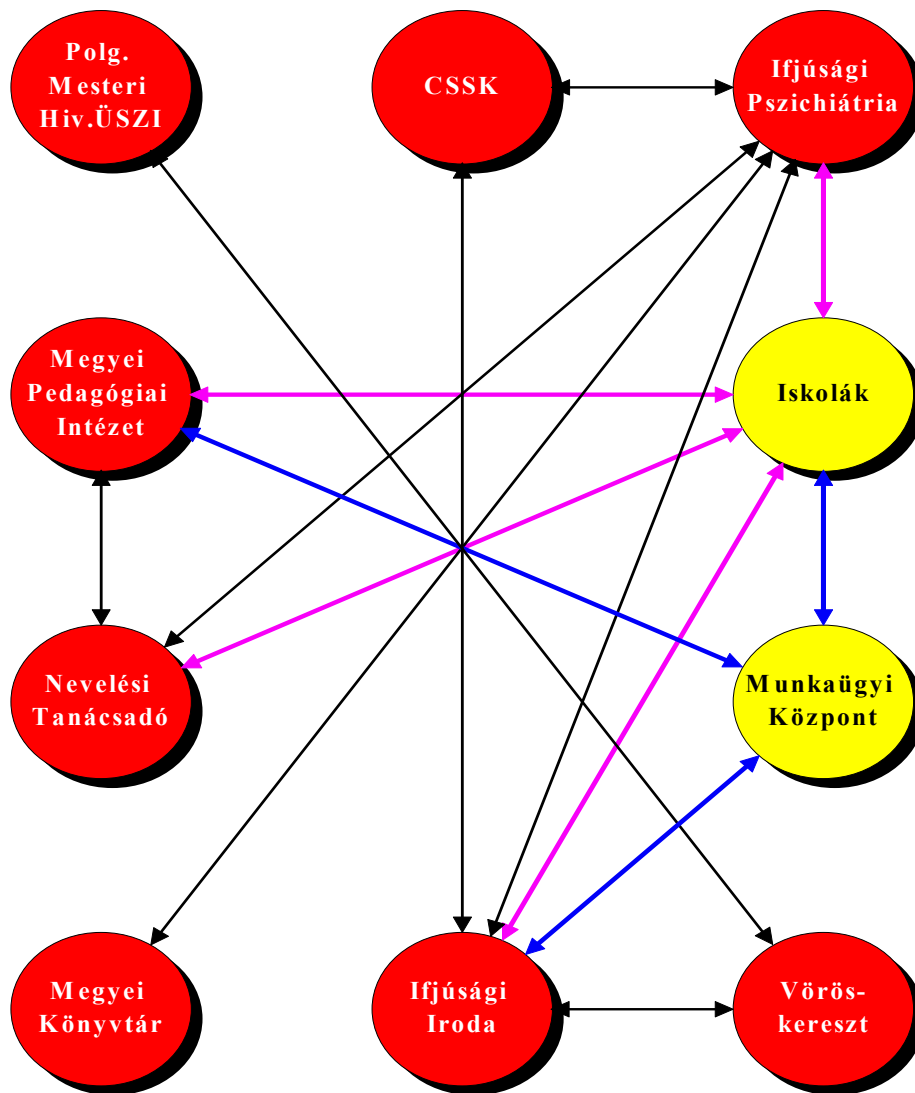 Polg.
Mesteri
Hiv.ÜSZI
CSSK
Ifjúsági
Pszichiátria
Megyei
Pedagógiai
Intézet
Iskolák
Nevelési
Tanácsadó
Munkaügyi
Központ
Megyei
Könyvtár
Ifjúsági
Iroda
Vörös-
kereszt